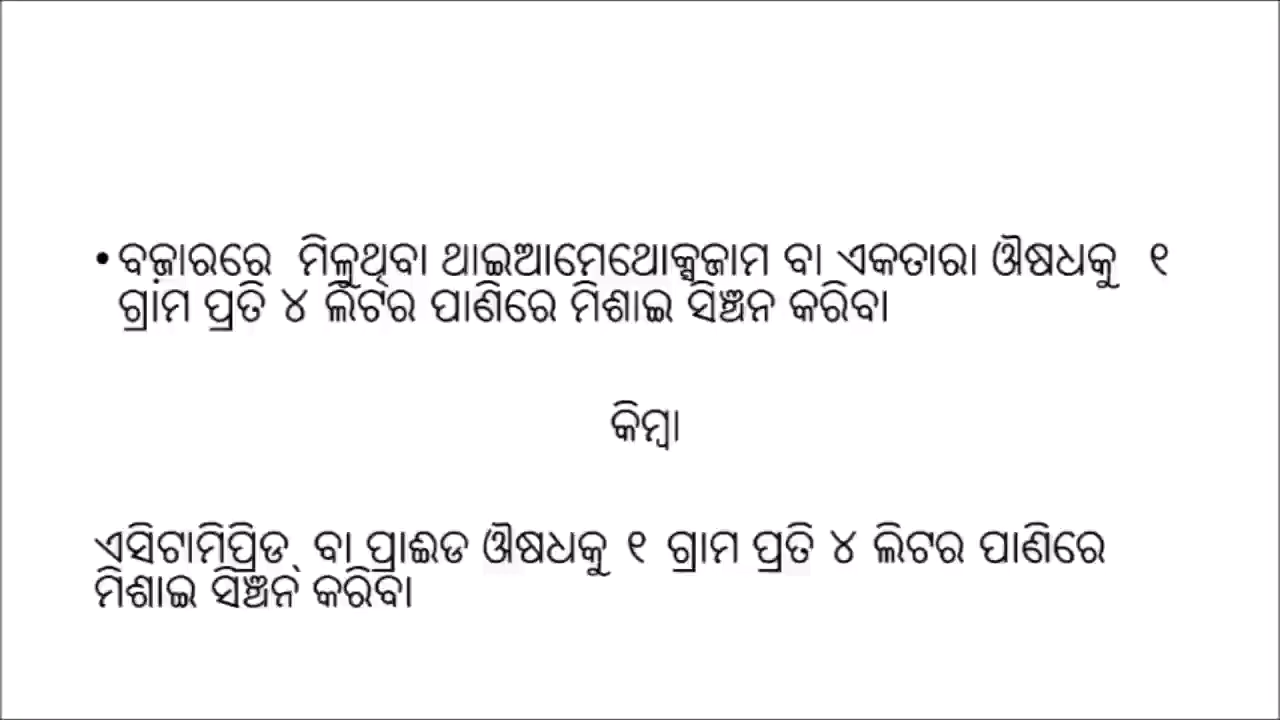 • ବଜ଼ାରରେ ମିଳୁଥିବା ଥାଇଆମେଥୋକ୍ସଜାମ ବା ଏକତାରା ଔଷଧକୁ ୧
ଗ୍ରାମ ପ୍ରତି ୪ ଲିଟର ପାଣିରେ ମିଶାଇ ସିଞ୍ଚନ କରିବା
କିମ୍ବା
ଏସିଟାମିପ୍ରିଡ୍ ବା ପ୍ରାଈଡ ଔଷଧକୁ ୧ ଗ୍ରାମ ପ୍ରତି ୪ ଲିଟର ପାଣିରେ
ମିଶାଇ ସିଞ୍ଚନ କରିବା